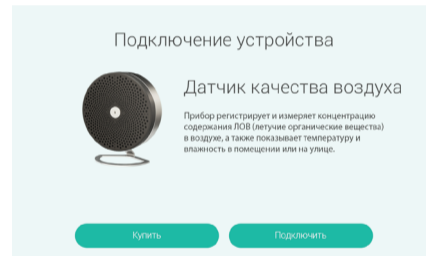 Подключение устройства
Датчик качества воздуха
Прибор регистрирует и измеряет концентрацию
содержания ЛОВ (летучие органические вещества)
в воздухе, а также показывает температуру и
влажность в помещении или на улице.
Купить
Подключить